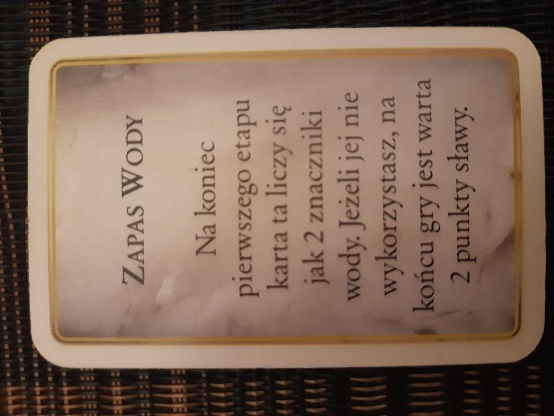 ZAPAS WODY
Na koniec
pierwszego etapu
karta ta liczy się
jak 2 znaczniki
wody. Jeżeli jej nie
wykorzystasz, na
końcu gry jest warta
2 punkty sławy.